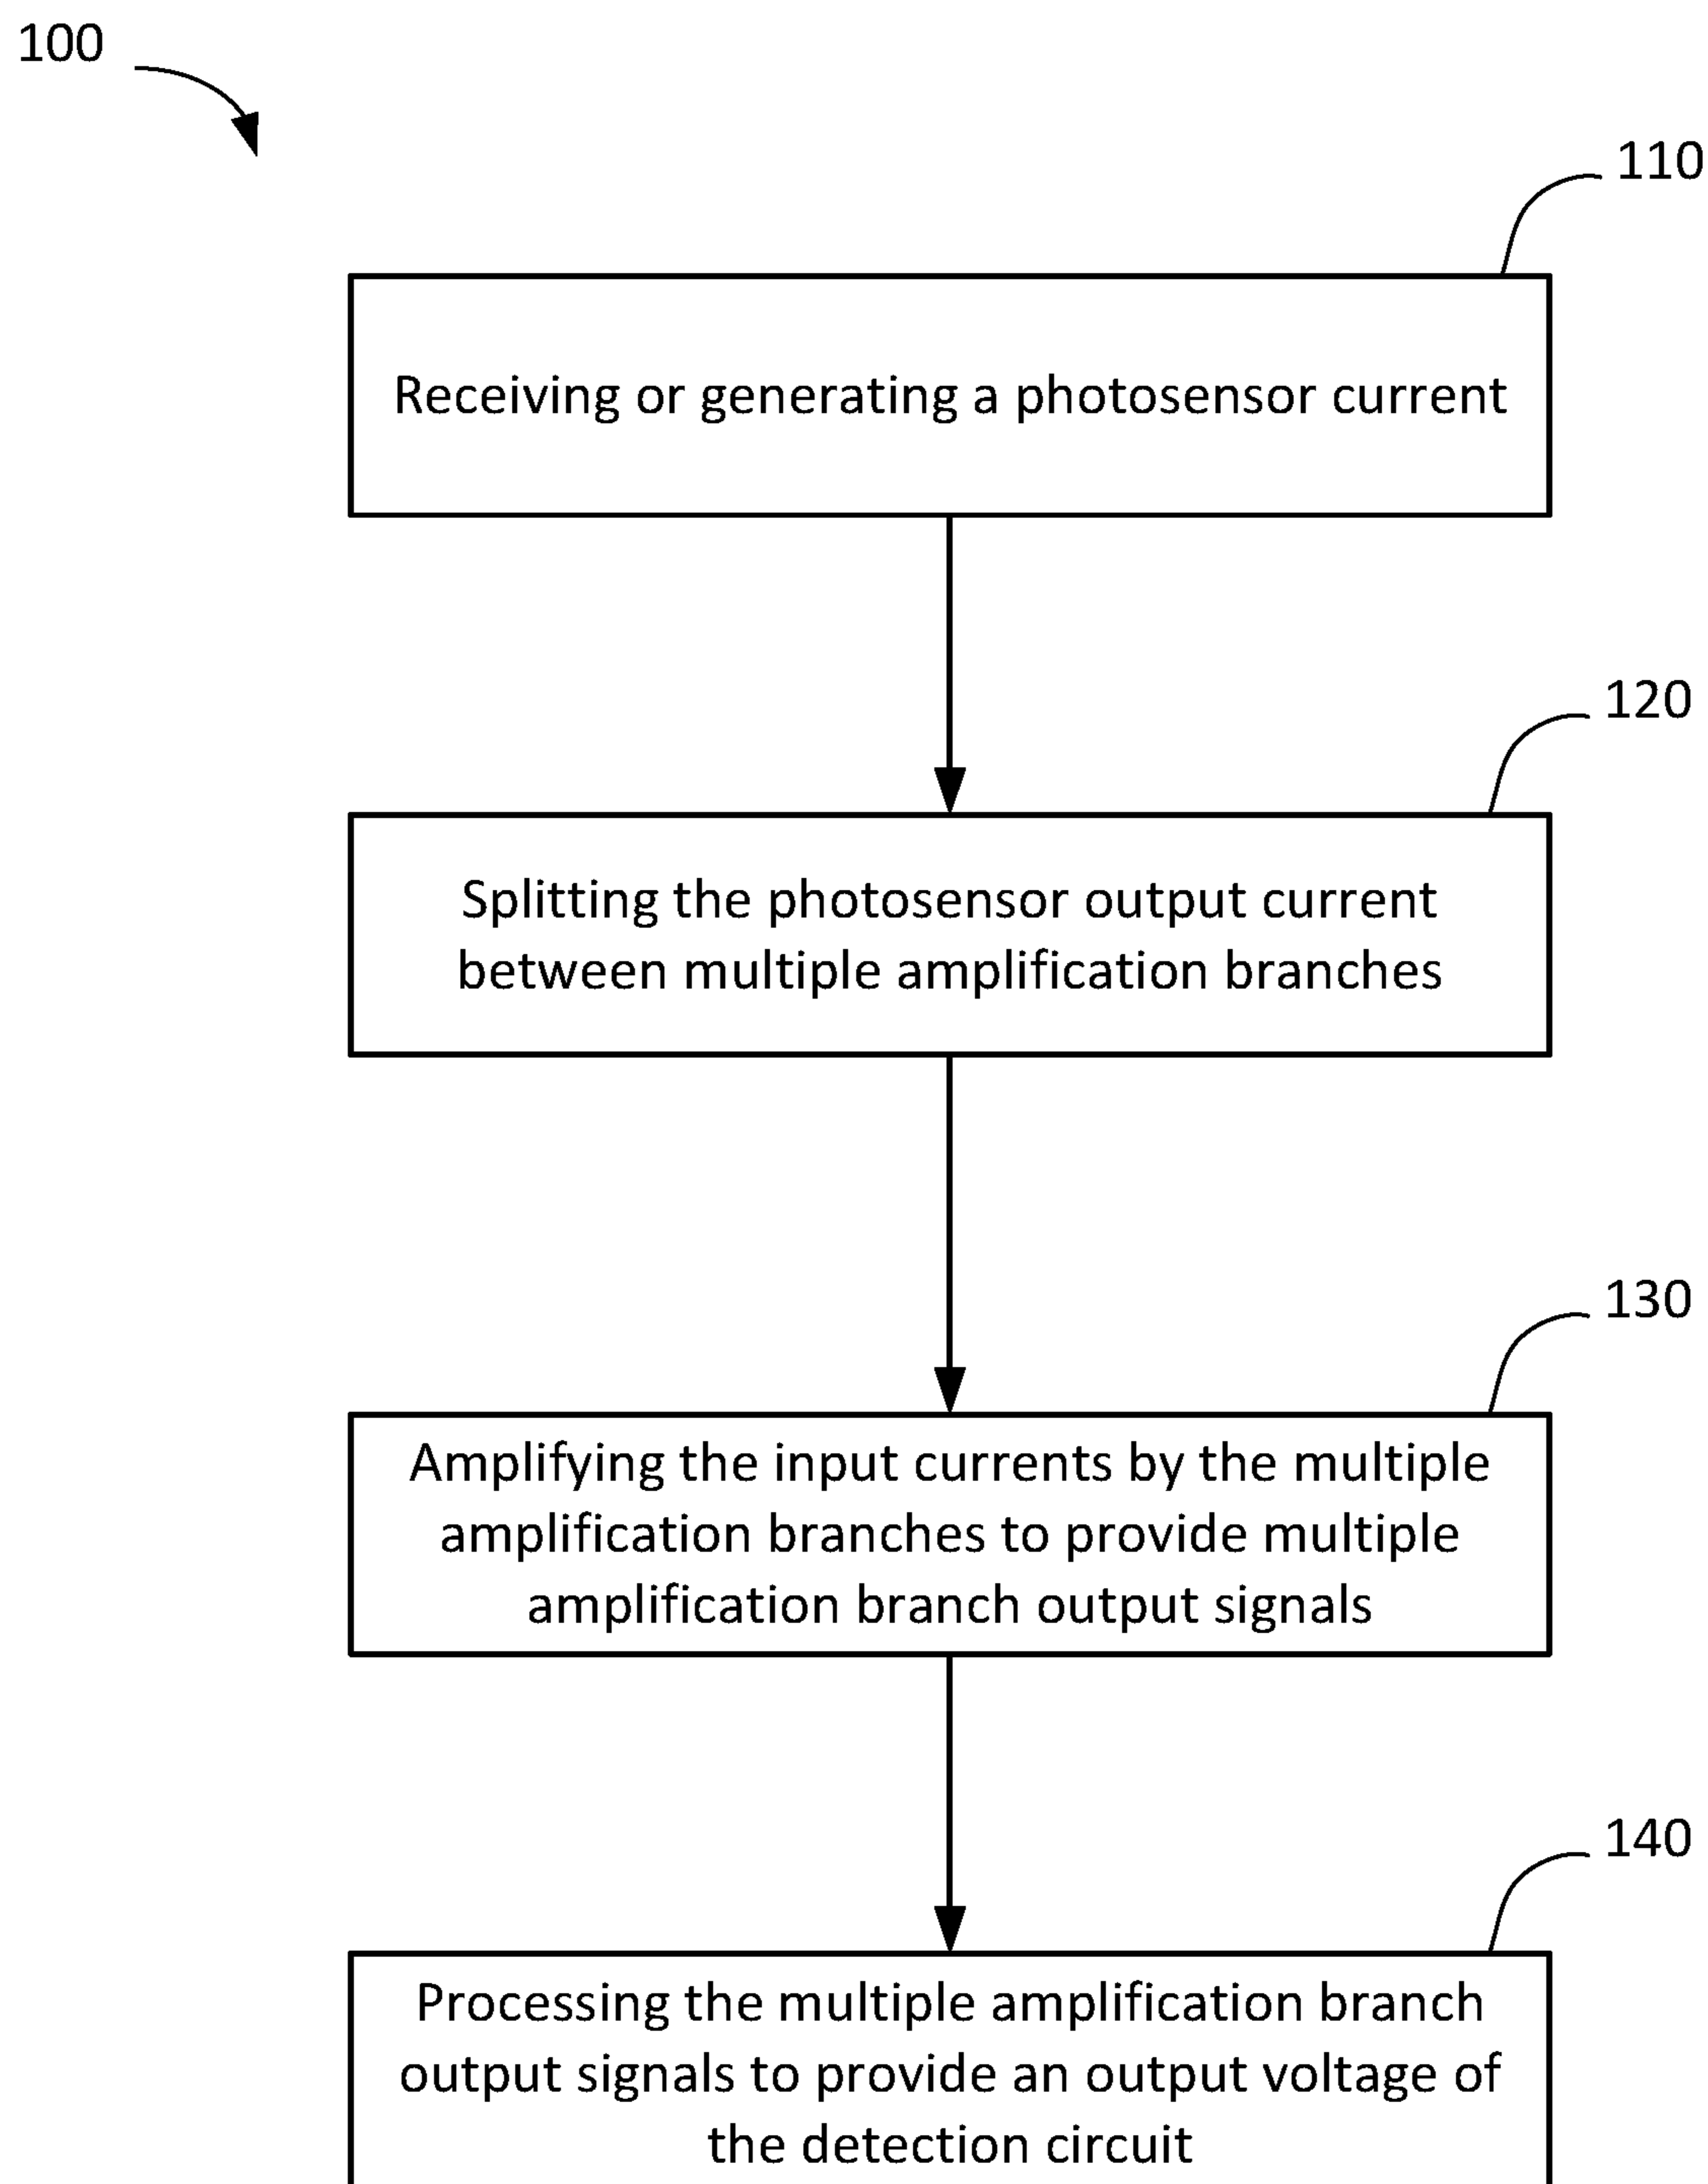 100
110
Receiving or generating a photosensor current
120
Splitting the photosensor output current
between multiple amplification branches
130
Amplifying the input currents by the multiple
amplification branches to provide multiple
amplification branch output signals
140
Processing the multiple amplification branch
output signals to provide an output voltage of
the detection circuit